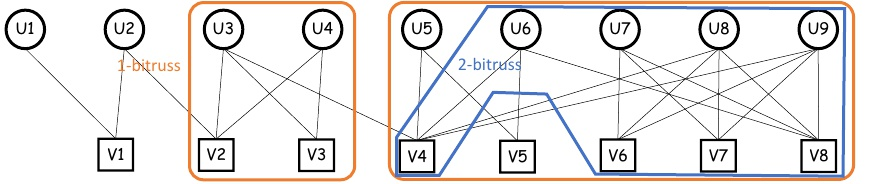 U1 U2 U3 U4 U5 U6 U7 U8 U9
1-bitruss 2-bitruss
V1 V2 V3 V4 V5 V6 V7 V8